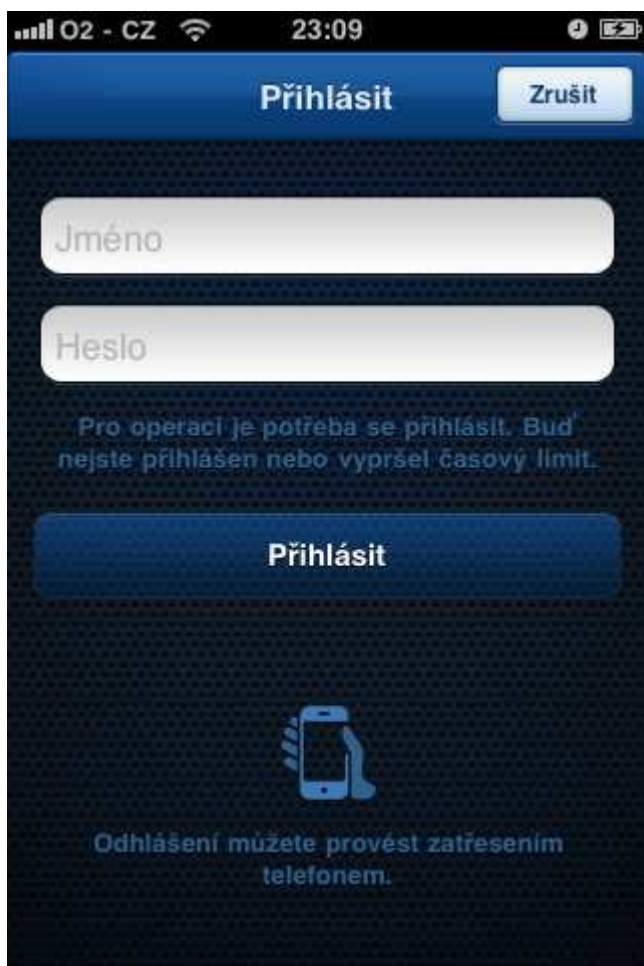 O2 - CZ 23:09
Přihlásit Zrušit
Jméno
Heslo
Pro operaci je potřeba se přihlásit. Buď
nejste přihlášen nebo vypršel časový limit.
Přihlásit
Odhlášení můžete provést zatřesením
telefonem.